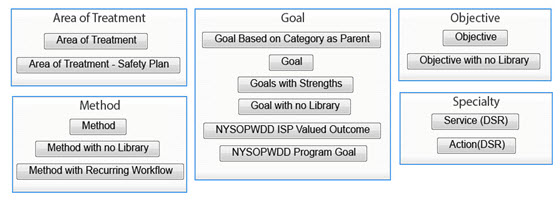 Area of Treatment
Area of Treatment
Area of Treatment - Safety Plan
Method
Method
Method with no Library
Method with Recurring Workflow
Goal
Goal Based on Category as Parent
Goal
Goals with Strengths
Goal with no Library
NYSOPWDD ISP Valued Outcome
NYSOPWDD Program Goal
Objective
Objective
Objective with no Library
Specialty
Service (DSR)
Action(DSR)